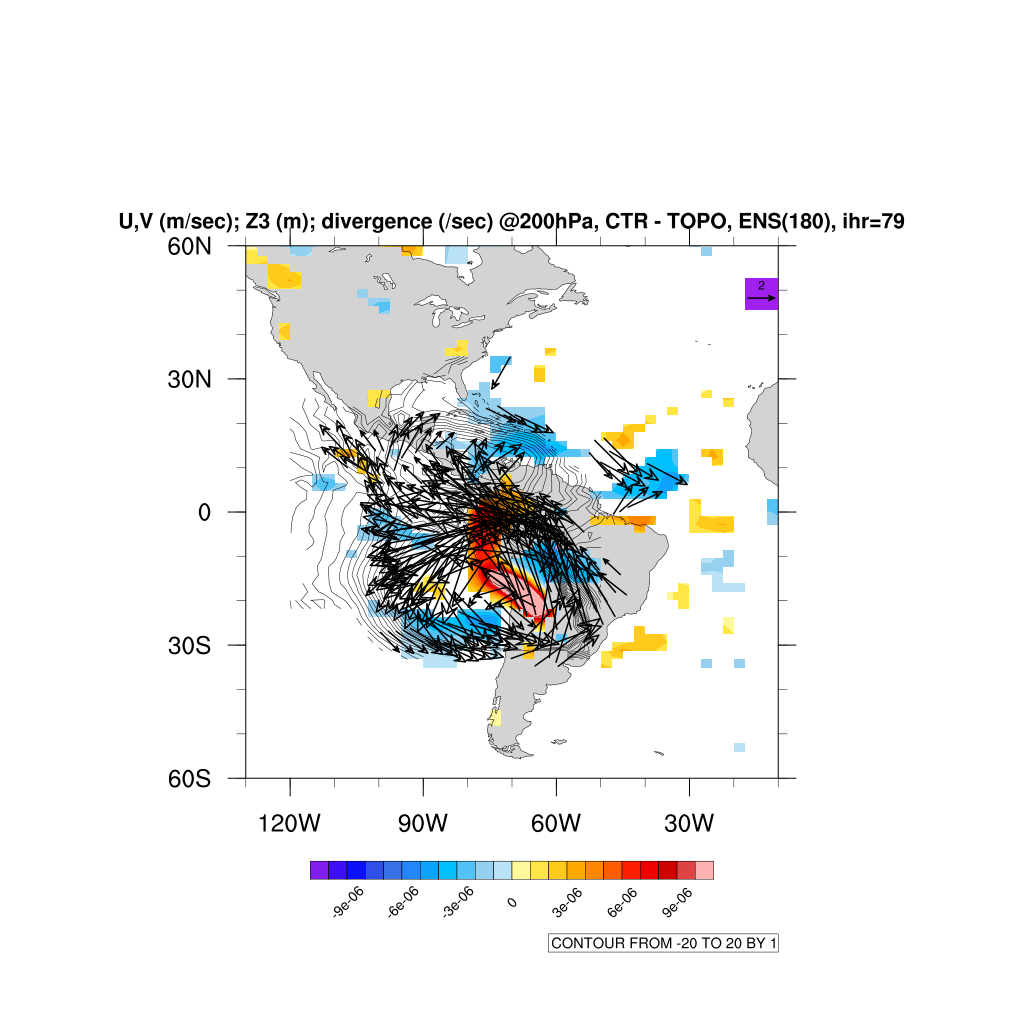 U,V (m/sec); Z3 (m); divergence (/sec) @200hPa, CTR - TOPO, ENS(180), ihr=79
60N
2
30N
0
30S
60S
120W 90W 60W 30W
-9e-06 -6e-06 -3e-06 0 3e-06 6e-06 9e-06
CONTOUR FROM -20 TO 20 BY 1